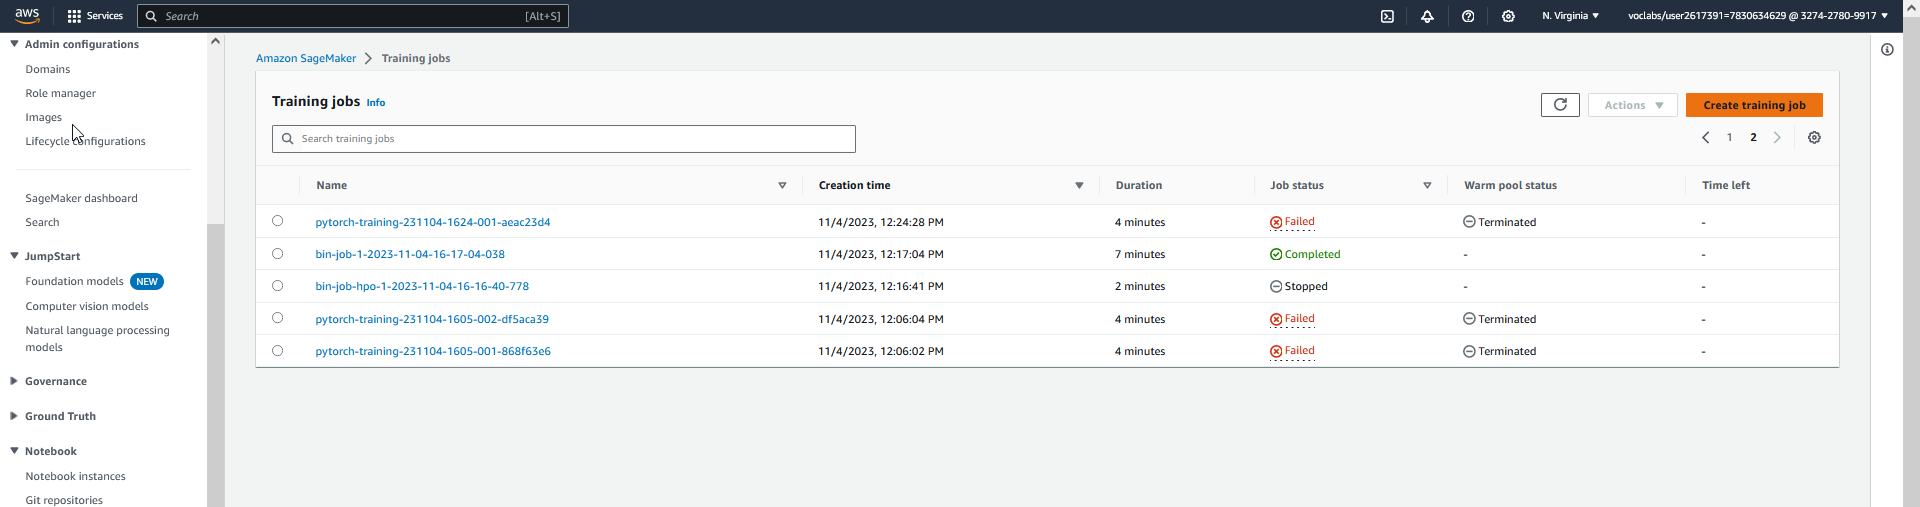 aws
Services
Search
[Alt+S]
N. Virginia
voclabs/user2617391=7830634629 @ 3274-2780-9917
Admin configurations
Domains
Role manager
Images
Lifecycle configurations
SageMaker dashboard
Search
JumpStart
Foundation models NEW
Computer vision models
Natural language processing
models
Governance
Ground Truth
Notebook
Notebook instances
Git repositories
Amazon SageMaker > Training jobs
Training jobs Info
Actions
Create training job
Search training jobs
1 2
Name Creation time Duration Job status Warm pool status Time left
pytorch-training-231104-1624-001-aeac23d4 11/4/2023, 12:24:28 PM 4 minutes Failed Terminated -
bin-job-1-2023-11-04-16-17-04-038 11/4/2023, 12:17:04 PM 7 minutes Completed - -
bin-job-hpo-1-2023-11-04-16-16-40-778 11/4/2023, 12:16:41 PM 2 minutes Stopped - -
pytorch-training-231104-1605-002-df5aca39 11/4/2023, 12:06:04 PM 4 minutes Failed Terminated -
pytorch-training-231104-1605-001-868f63e6 11/4/2023, 12:06:02 PM 4 minutes Failed Terminated -